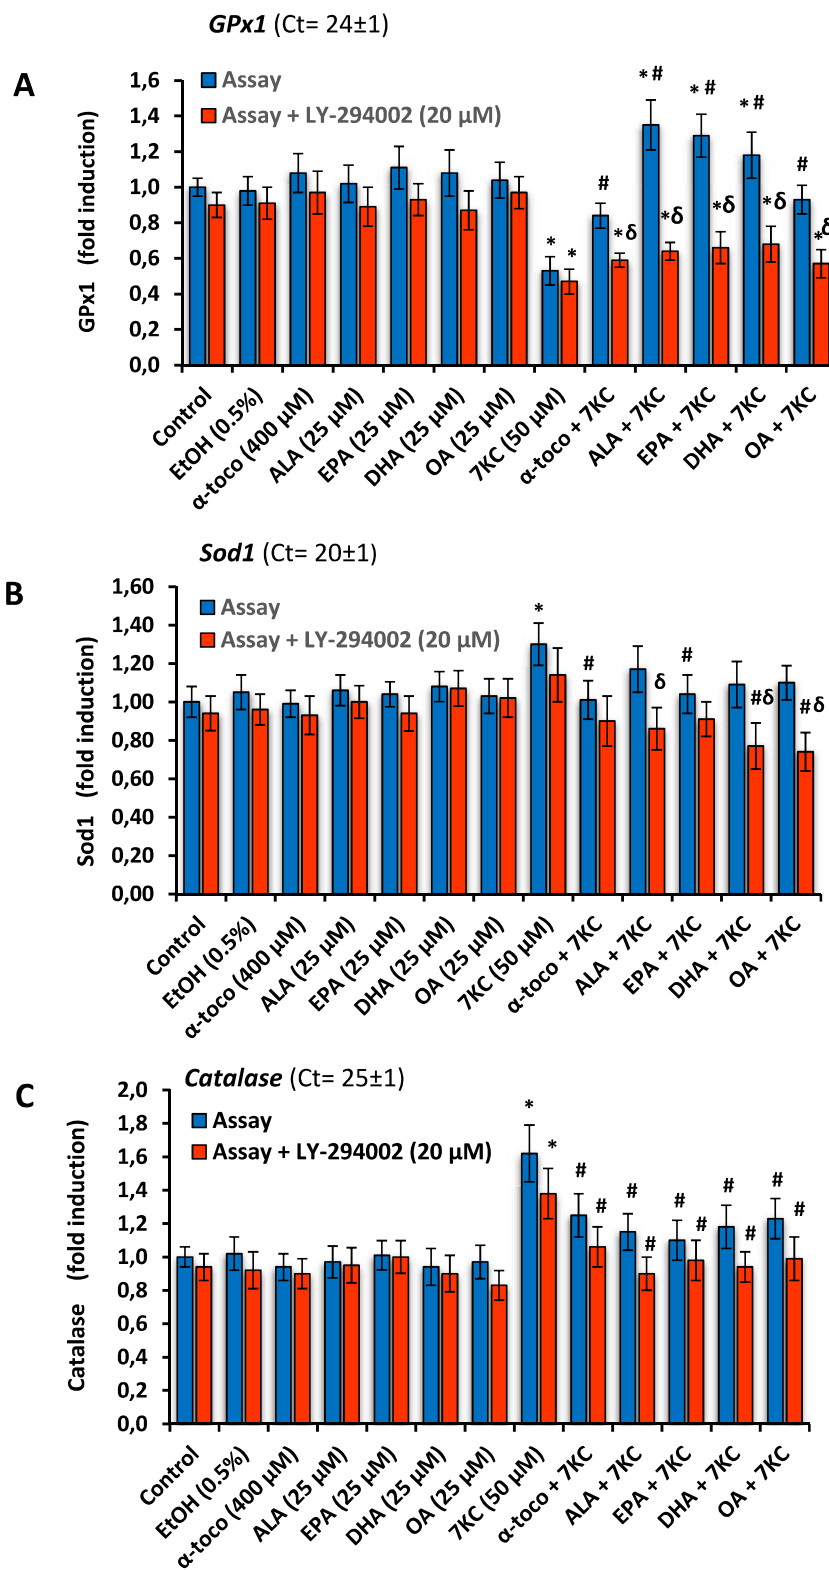 GPx1 (Ct= 24±1)
A
GPx1 (fold induction)
1,6
1,4
1,2
1,0
0,8
0,6
0,4
0,2
0,0
Assay
Assay + LY-294002 (20 µM)
* #
* #
* #
#
#
*δ
*δ
*δ
*δ
*δ
*
*
Control
EtOH (0.5%)
α-toco (400 µM)
ALA (25 µM)
EPA (25 µM)
DHA (25 µM)
OA (25 µM)
7KC (50 µM)
α-toco + 7KC
ALA + 7KC
EPA + 7KC
DHA + 7KC
OA + 7KC
Sod1 (Ct= 20±1)
B
Sod1 (fold induction)
1,60
1,40
1,20
1,00
0,80
0,60
0,40
0,20
0,00
Assay
Assay + LY-294002 (20 µM)
*
#
δ
#
#δ
#δ
Control
EtOH (0.5%)
α-toco (400 µM)
ALA (25 µM)
EPA (25 µM)
DHA (25 µM)
OA (25 µM)
7KC (50 µM)
α-toco + 7KC
ALA + 7KC
EPA + 7KC
DHA + 7KC
OA + 7KC
Catalase (Ct= 25±1)
C
Catalase (fold induction)
2,0
1,8
1,6
1,4
1,2
1,0
0,8
0,6
0,4
0,2
0,0
Assay
Assay + LY-294002 (20 µM)
*
*
#
#
#
#
#
#
#
#
#
#
Control
EtOH (0.5%)
α-toco (400 µM)
ALA (25 µM)
EPA (25 µM)
DHA (25 µM)
OA (25 µM)
7KC (50 µM)
α-toco + 7KC
ALA + 7KC
EPA + 7KC
DHA + 7KC
OA + 7KC